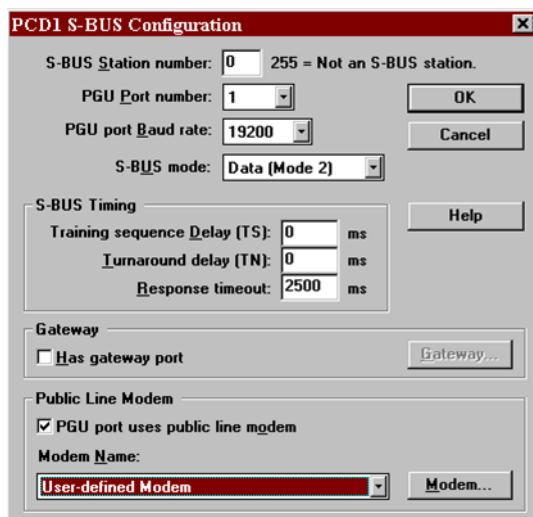 PCD1 S-BUS Configuration
S-BUS Station number: 0 255 = Not an S-BUS station.
PGU Port number: 1
OK
PGU port Baud rate: 19200
Cancel
S-BUS mode: Data (Mode 2)
S-BUS Timing
Help
Training sequence Delay (TS): 0 ms
Turnaround delay (TN): 0 ms
Response timeout: 2500 ms
Gateway
Has gateway port
Gateway...
Public Line Modem
PGU port uses public line modem
Modem Name:
User-defined Modem
Modem...